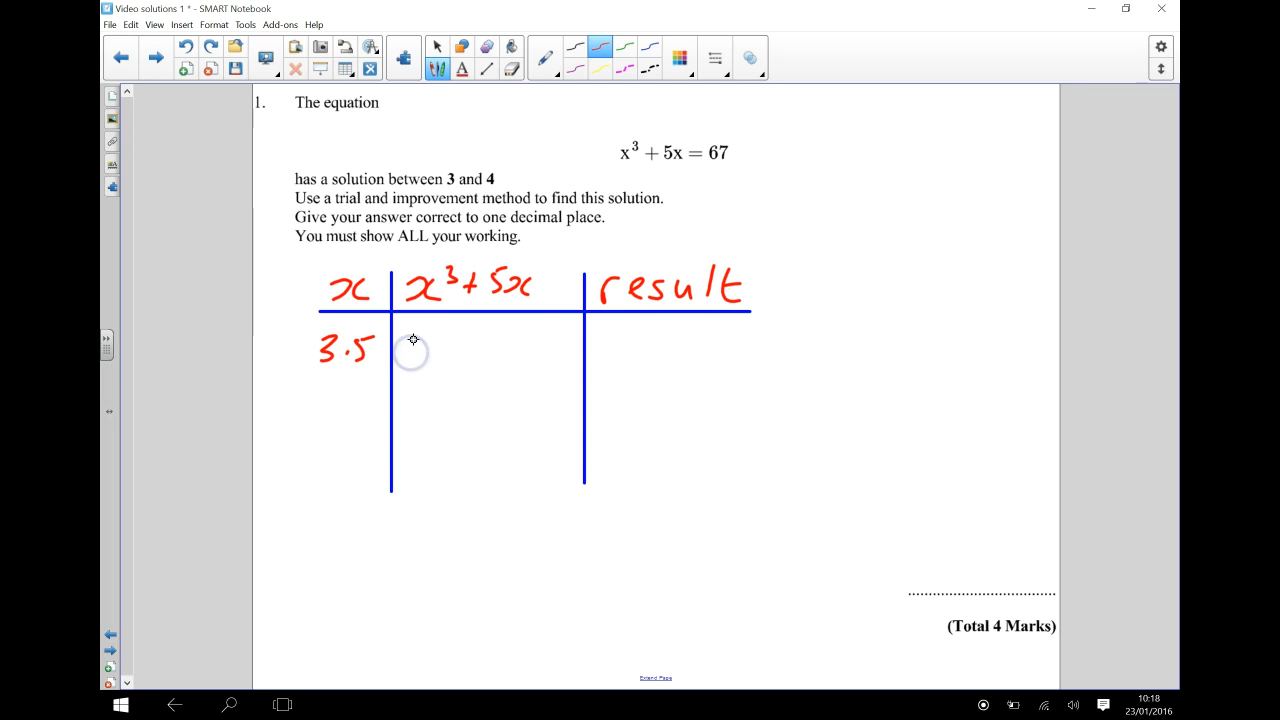 Video solutions 1 * - SMART Notebook
File Edit View Insert Format Tools Add-ons Help
1. The equation
x³ + 5x = 67
has a solution between 3 and 4
Use a trial and improvement method to find this solution.
Give your answer correct to one decimal place.
You must show ALL your working.
x x³+ 5x result
3.5
.....................................
(Total 4 Marks)
Extend Page
10:18
23/01/2016